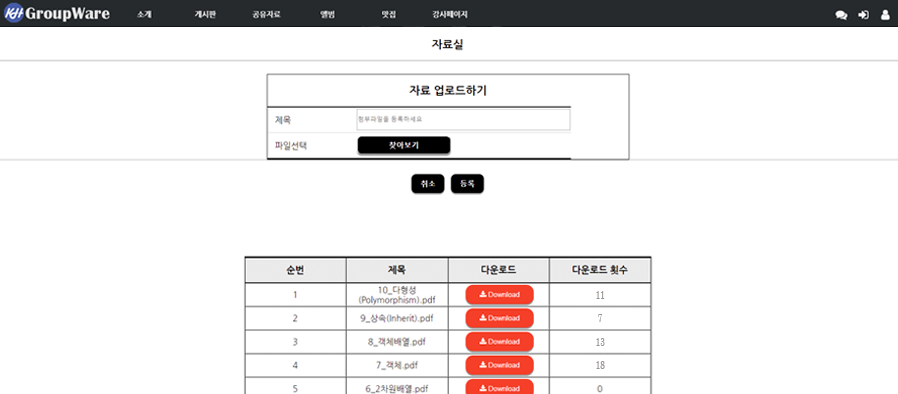 KH GroupWare 소개 게시판 공유자료 앨범 맛집 강사페이지
자료실
자료 업로드하기
제목 첨부파일을 등록하세요
파일선택 찾아보기
취소 등록
순번 제목 다운로드 다운로드 횟수
1 10_다형성 Download 11
(Polymorphism).pdf
2 9_상속(Inherit).pdf Download 7
3 8_객체배열.pdf Download 13
4 7_객체.pdf Download 18
5 6_2차원배열.pdf Download 0